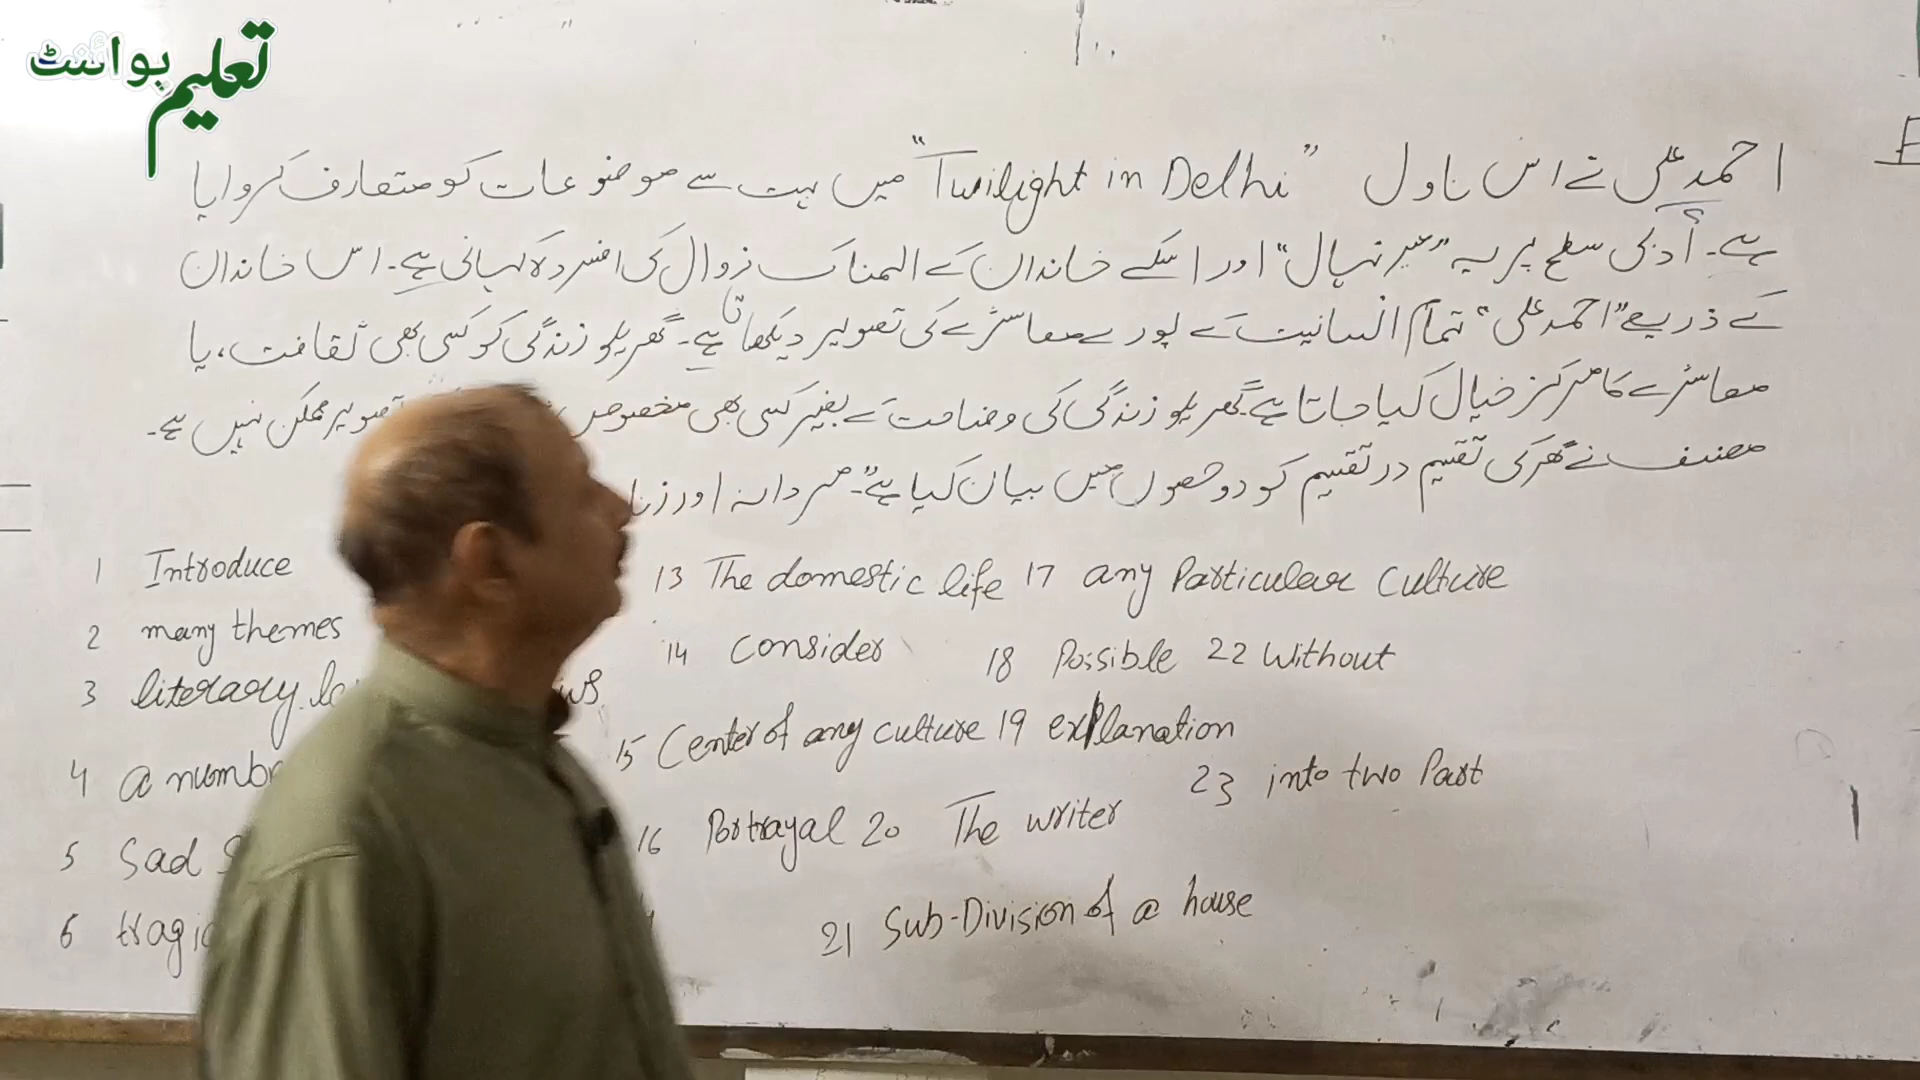 تعلیم پوائنٹ
احمد علی نے اس ناول "Twilight in Delhi" میں بہت سے موضوعات کو متعارف کروایا
ہے۔ ادبی سطح پر یہ "میر نہال" اور اسکے خاندان کے المناک زوال کی افسردہ کہانی ہے۔ اس خاندان
کے ذریعے "احمد علی" تمام انسانیت کے پورے معاشرے کی تصویر دیکھاتا ہے۔ گھریلو زندگی کو کسی بھی ثقافت، یا
معاشرے کا مرکز خیال کیا جاتا ہے۔ گھریلو زندگی کی وضاحت کے بغیر کسی بھی مخصوص تصویر ممکن نہیں ہے۔
مصنف نے گھر کی تقسیم در تقسیم کو دو حصوں میں بیان کیا ہے"۔ مردانہ اور
1 Introduce
2 many themes
3 literary
4 a
5 Sad
6
13 The domestic life
14 Consider
15 Center of any culture
16 Portrayal
17 any Particular Culture
18 Possible
19 explanation
20 The writer
21 Sub-Division of a house
22 Without
23 into two Part